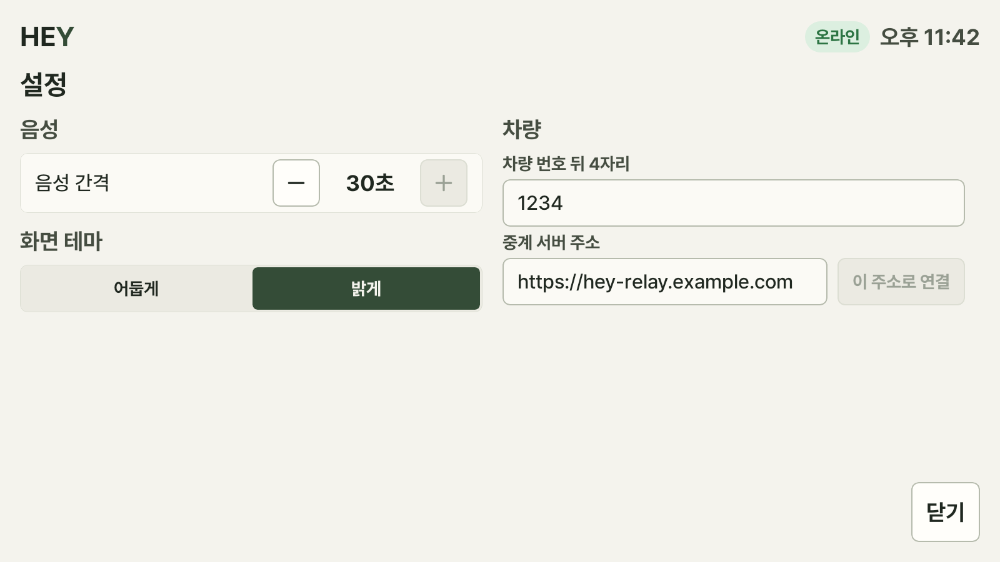 HEY
온라인 오후 11:42
설정
음성
음성 간격 − 30초 +
화면 테마
어둡게 밝게
차량
차량 번호 뒤 4자리
1234
중계 서버 주소
https://hey-relay.example.com 이 주소로 연결
닫기